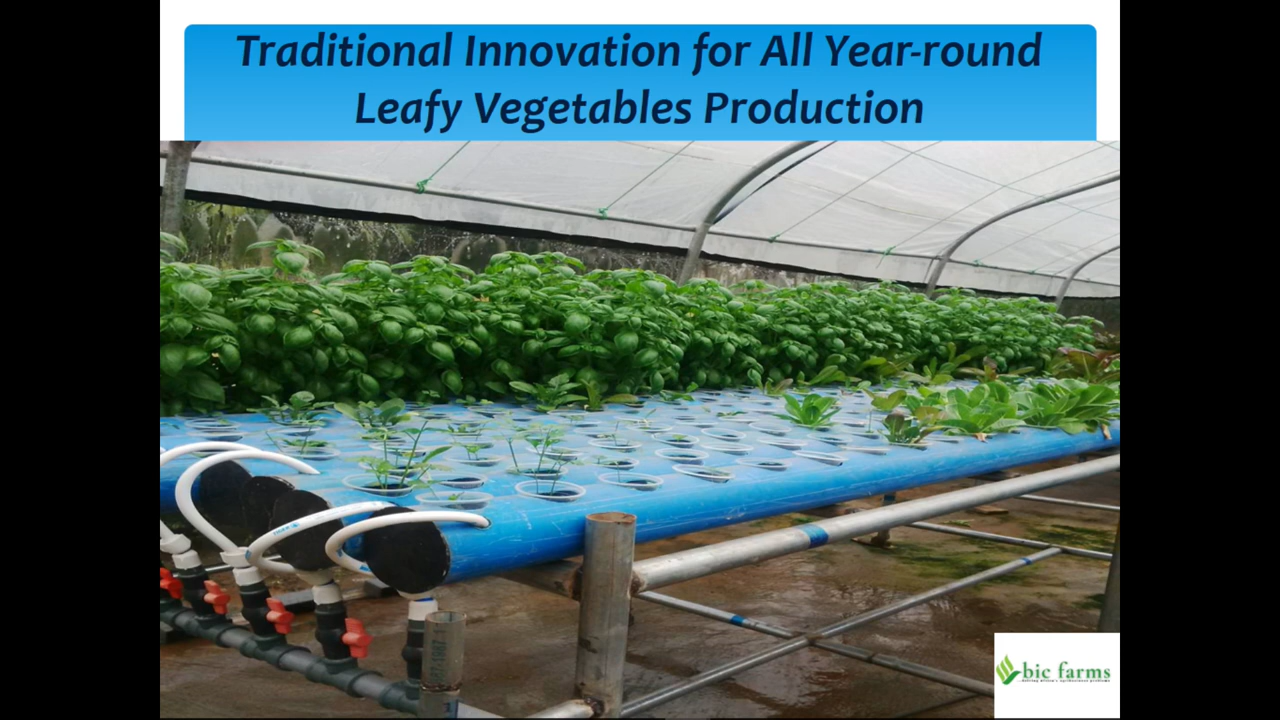 Traditional Innovation for All Year-round
Leafy Vegetables Production
bic farms